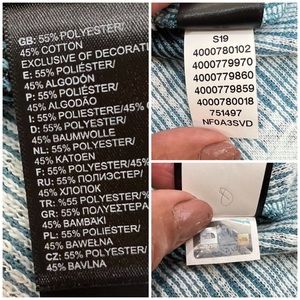 GB: 55% POLYESTER/
45% COTTON
EXCLUSIVE OF DECORATI
E: 55% POLIÉSTER/
45% ALGODÓN
P: 55% POLIÉSTER/
45% ALGODÃO
I: 55% POLIESTERE/45%
D: 55% POLYESTER/
45% BAUMWOLLE
NL: 55% POLYESTER/
45% KATOEN
F: 55% POLYESTER/45%
RU: 55% ПОЛИЭСТЕР/
45% ХЛОПОК
TR: %55 POLYESTER/
GR: 55% ΠΟΛΥΕΣΤΕΡΑ
45% ΒΑΜΒΑΚΙ
PL: 55% POLIESTER/
45% BAWEŁNA
CZ: 55% POLYESTER/
45% BAVLNA
S19
4000780102
4000779970
4000779860
4000779859
4000780018
751497
NF0A3SVD